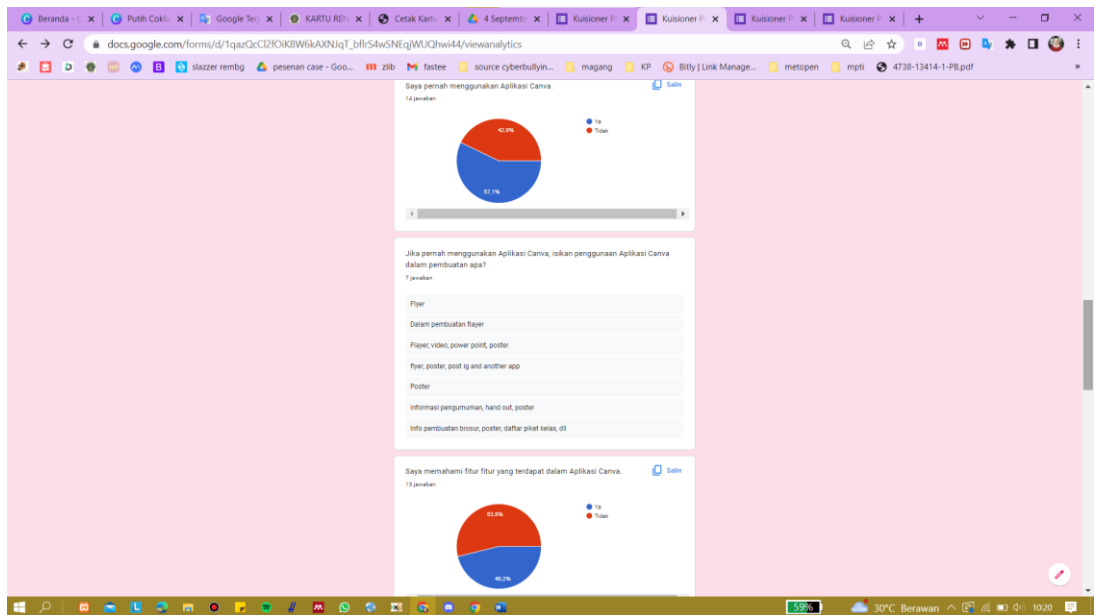 Beranda - C
Putih Cokla
Google Ter
KARTU REN
Cetak Kartu
4 Septembe
Kuisioner P
Kuisioner P
Kuisioner P
Kuisioner P
docs.google.com/forms/d/1qazQcCl2fOiK8W6kAXNJqT_bflrS4wSNEqjWUQhwi44/viewanalytics
slazzer rembg
pesenan case - Goo...
zlib
fastee
source cyberbullyin...
magang
KP
Bitly | Link Manage...
metopen
mpti
4738-13414-1-PB.pdf
Saya pernah menggunakan Aplikasi Canva.
Salin
14 jawaban
Ya
Tidak
42,9%
57,1%
Jika pernah menggunakan Aplikasi Canva, isikan penggunaan Aplikasi Canva
dalam pembuatan apa?
7 jawaban
Flyer
Dalam pembuatan flayer
Flayer, video, power point, poster
flyer, poster, post ig and another app
Poster
Informasi pengumuman, hand out, poster
Info pembuatan brosur, poster, daftar piket kelas, dll
Saya memahami fitur fitur yang terdapat dalam Aplikasi Canva.
Salin
13 jawaban
Ya
Tidak
53,8%
46,2%
59%
30°C Berawan
10:20